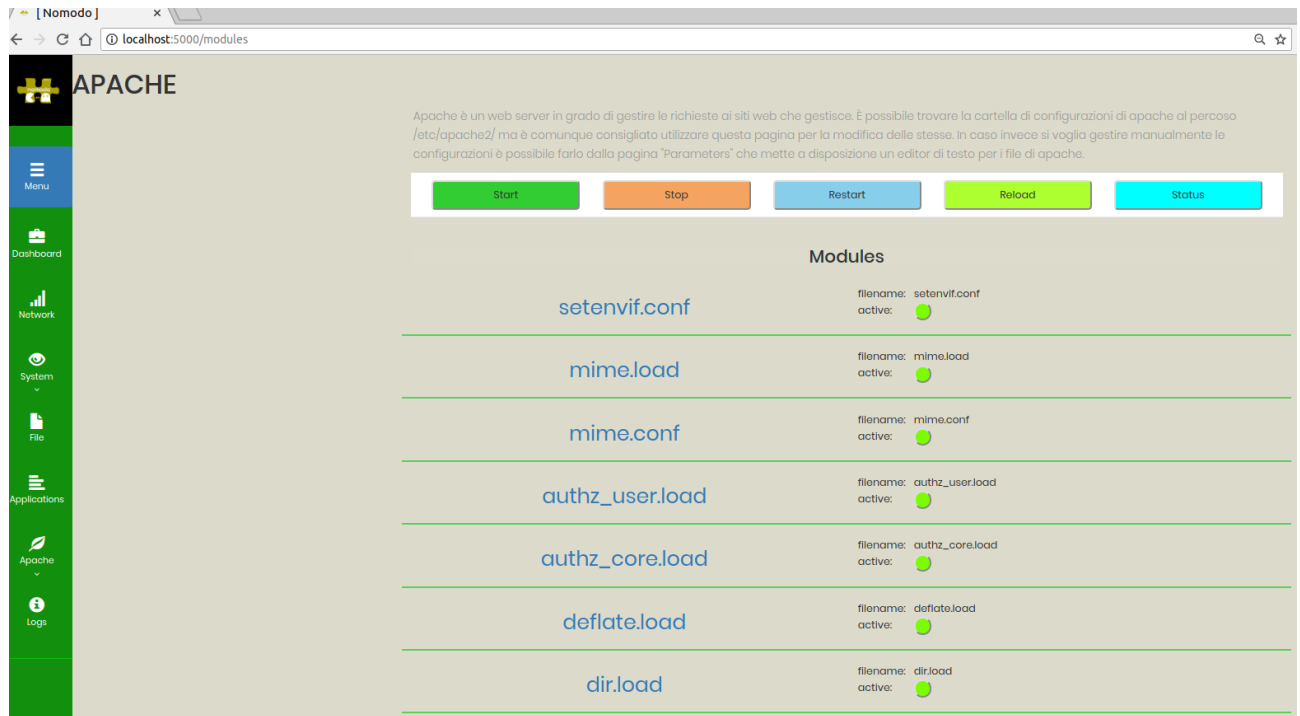 [ Nomodo ]
localhost:5000/modules
APACHE
Apache è un web server in grado di gestire le richieste ai siti web che gestisce. È possibile trovare la cartella di configurazioni di apache al percoso
/etc/apache2/ ma è comunque consigliato utilizzare questa pagina per la modifica delle stesse. In caso invece si voglia gestire manualmente le
configurazioni è possibile farlo dalla pagina "Parameters" che mette a disposizione un editor di testo per i file di apache.
Start Stop Restart Reload Status
Menu
Dashboard
Network
System
File
Applications
Apache
Logs
Modules
setenvif.conf
filename: setenvif.conf
active:
mime.load
filename: mime.load
active:
mime.conf
filename: mime.conf
active:
authz_user.load
filename: authz_user.load
active:
authz_core.load
filename: authz_core.load
active:
deflate.load
filename: deflate.load
active:
dir.load
filename: dir.load
active: